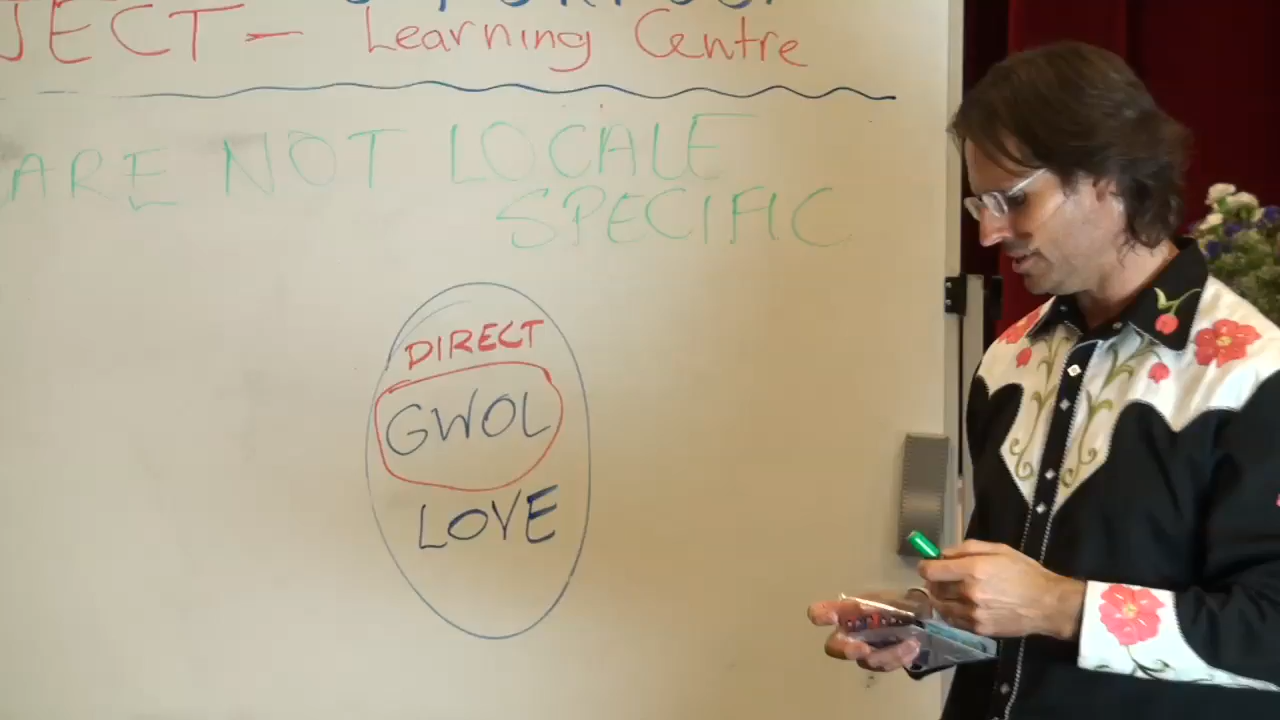 JECT – Learning Centre
ARE NOT LOCALE
SPECIFIC
DIRECT
GWOL
LOVE